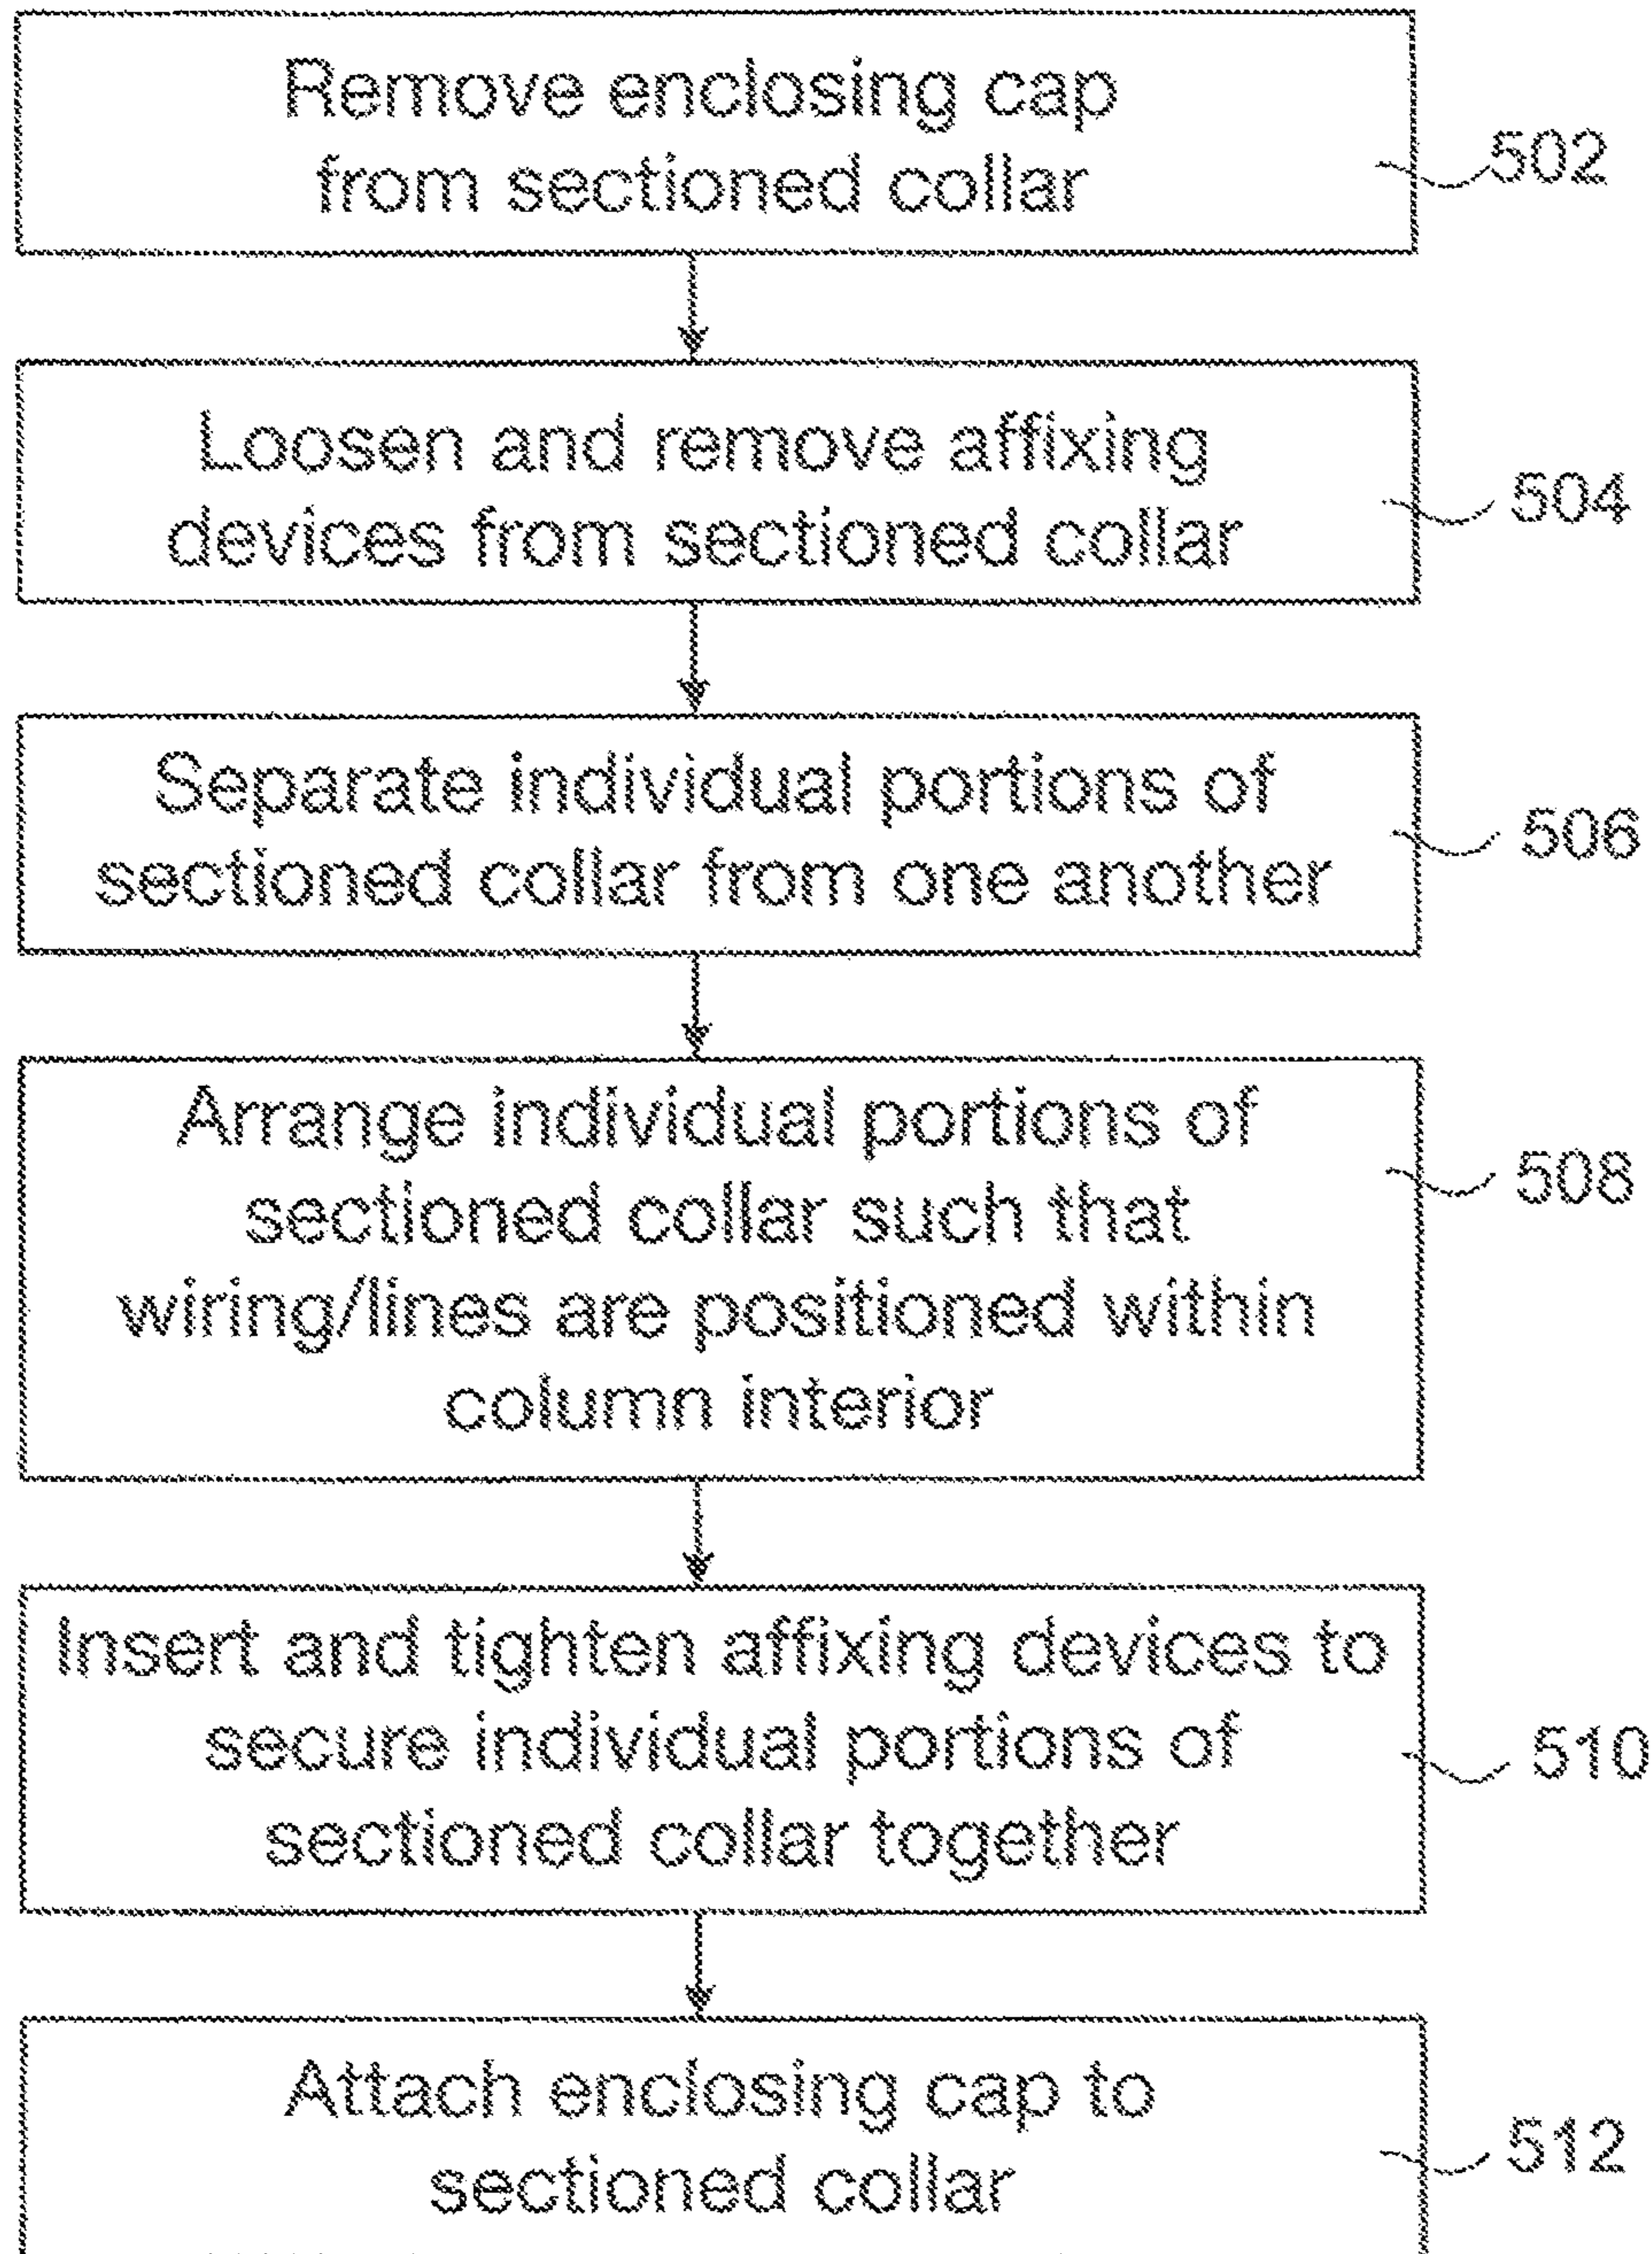 Remove enclosing cap
from sectioned collar
502
Loosen and remove affixing
devices from sectioned collar
504
Separate individual portions of
sectioned collar from one another
506
Arrange individual portions of
sectioned collar such that
wiring/lines are positioned within
column interior
508
Insert and tighten affixing devices to
secure individual portions of
sectioned collar together
510
Attach enclosing cap to
sectioned collar
512